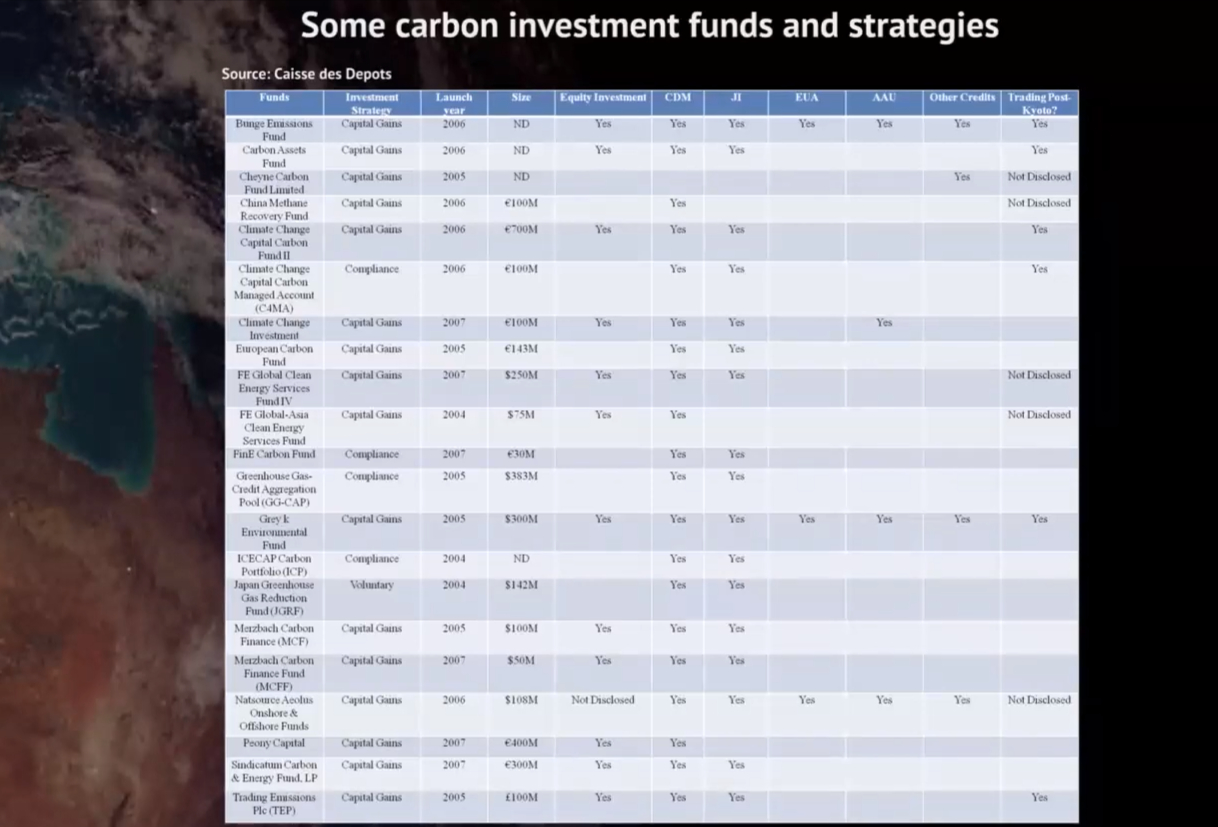 Some carbon investment funds and strategies
Source: Caisse des Depots
Funds Investment Strategy Launch year Size Equity Investment CDM JI EUA AAU Other Credits Trading Post-Kyoto?
Bunge Emissions Fund Capital Gains 2006 ND Yes Yes Yes Yes Yes Yes Yes
Carbon Assets Fund Capital Gains 2006 ND Yes Yes Yes Yes
Cheyne Carbon Fund Limited Capital Gains 2005 ND Yes Not Disclosed
China Methane Recovery Fund Capital Gains 2006 €100M Yes Not Disclosed
Climate Change Capital Carbon Fund II Capital Gains 2006 €700M Yes Yes Yes Yes
Climate Change Capital Carbon Managed Account (C4MA) Compliance 2006 €100M Yes Yes Yes
Climate Change Investment Capital Gains 2007 €100M Yes Yes Yes Yes
European Carbon Fund Capital Gains 2005 €143M Yes Yes
FE Global Clean Energy Services Fund IV Capital Gains 2007 $250M Yes Yes Yes Not Disclosed
FE Global-Asia Clean Energy Services Fund Capital Gains 2004 $75M Yes Yes Not Disclosed
FinE Carbon Fund Compliance 2007 €30M Yes Yes
Greenhouse Gas-Credit Aggregation Pool (GG-CAP) Compliance 2005 $383M Yes Yes
Grey k Environmental Fund Capital Gains 2005 $300M Yes Yes Yes Yes Yes Yes Yes
ICECAP Carbon Portfolio (ICP) Compliance 2004 ND Yes Yes
Japan Greenhouse Gas Reduction Fund (JGRF) Voluntary 2004 $142M Yes Yes
Merzbach Carbon Finance (MCF) Capital Gains 2005 $100M Yes Yes Yes
Merzbach Carbon Finance Fund (MCFF) Capital Gains 2007 $50M Yes Yes Yes
Natsource Aeolus Onshore & Offshore Funds Capital Gains 2006 $108M Not Disclosed Yes Yes Yes Yes Yes Not Disclosed
Peony Capital Capital Gains 2007 €400M Yes Yes
Sindicatum Carbon & Energy Fund, LP Capital Gains 2007 €300M Yes Yes Yes
Trading Emissions Plc (TEP) Capital Gains 2005 £100M Yes Yes Yes Yes